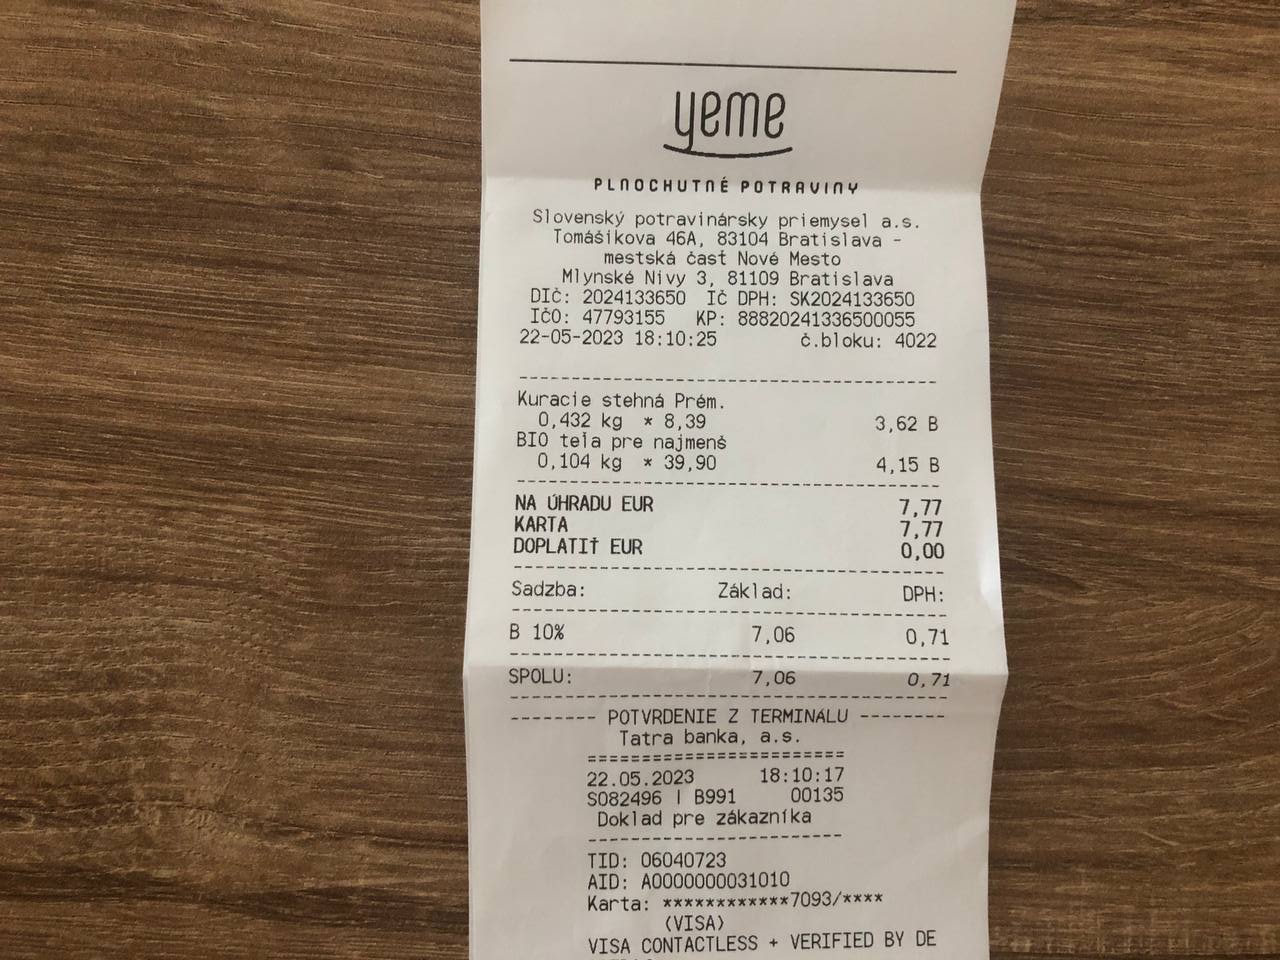 yeme
PLNOCHUTNÉ POTRAVINY
Slovenský potravinársky priemysel a.s.
Tomášikova 46A, 83104 Bratislava -
mestská časť Nové Mesto
Mlynské Nivy 3, 81109 Bratislava
DIČ: 2024133650 IČ DPH: SK2024133650
IČO: 47793155 KP: 88820241336500055
22-05-2023 18:10:25 č.bloku: 4022
Kuracie stehná Prém.
0,432 kg * 8,39 3,62 B
BIO teľa pre najmenš
0,104 kg * 39,90 4,15 B
NA ÚHRADU EUR 7,77
KARTA 7,77
DOPLATIŤ EUR 0,00
Sadzba: Základ: DPH:
B 10% 7,06 0,71
SPOLU: 7,06 0,71
-------- POTVRDENIE Z TERMINÁLU --------
Tatra banka, a.s.
========================
22.05.2023 18:10:17
S082496 | B991 00135
Doklad pre zákazníka
------------------------
TID: 06040723
AID: A0000000031010
Karta: ************7093/****
(VISA)
VISA CONTACTLESS + VERIFIED BY DE